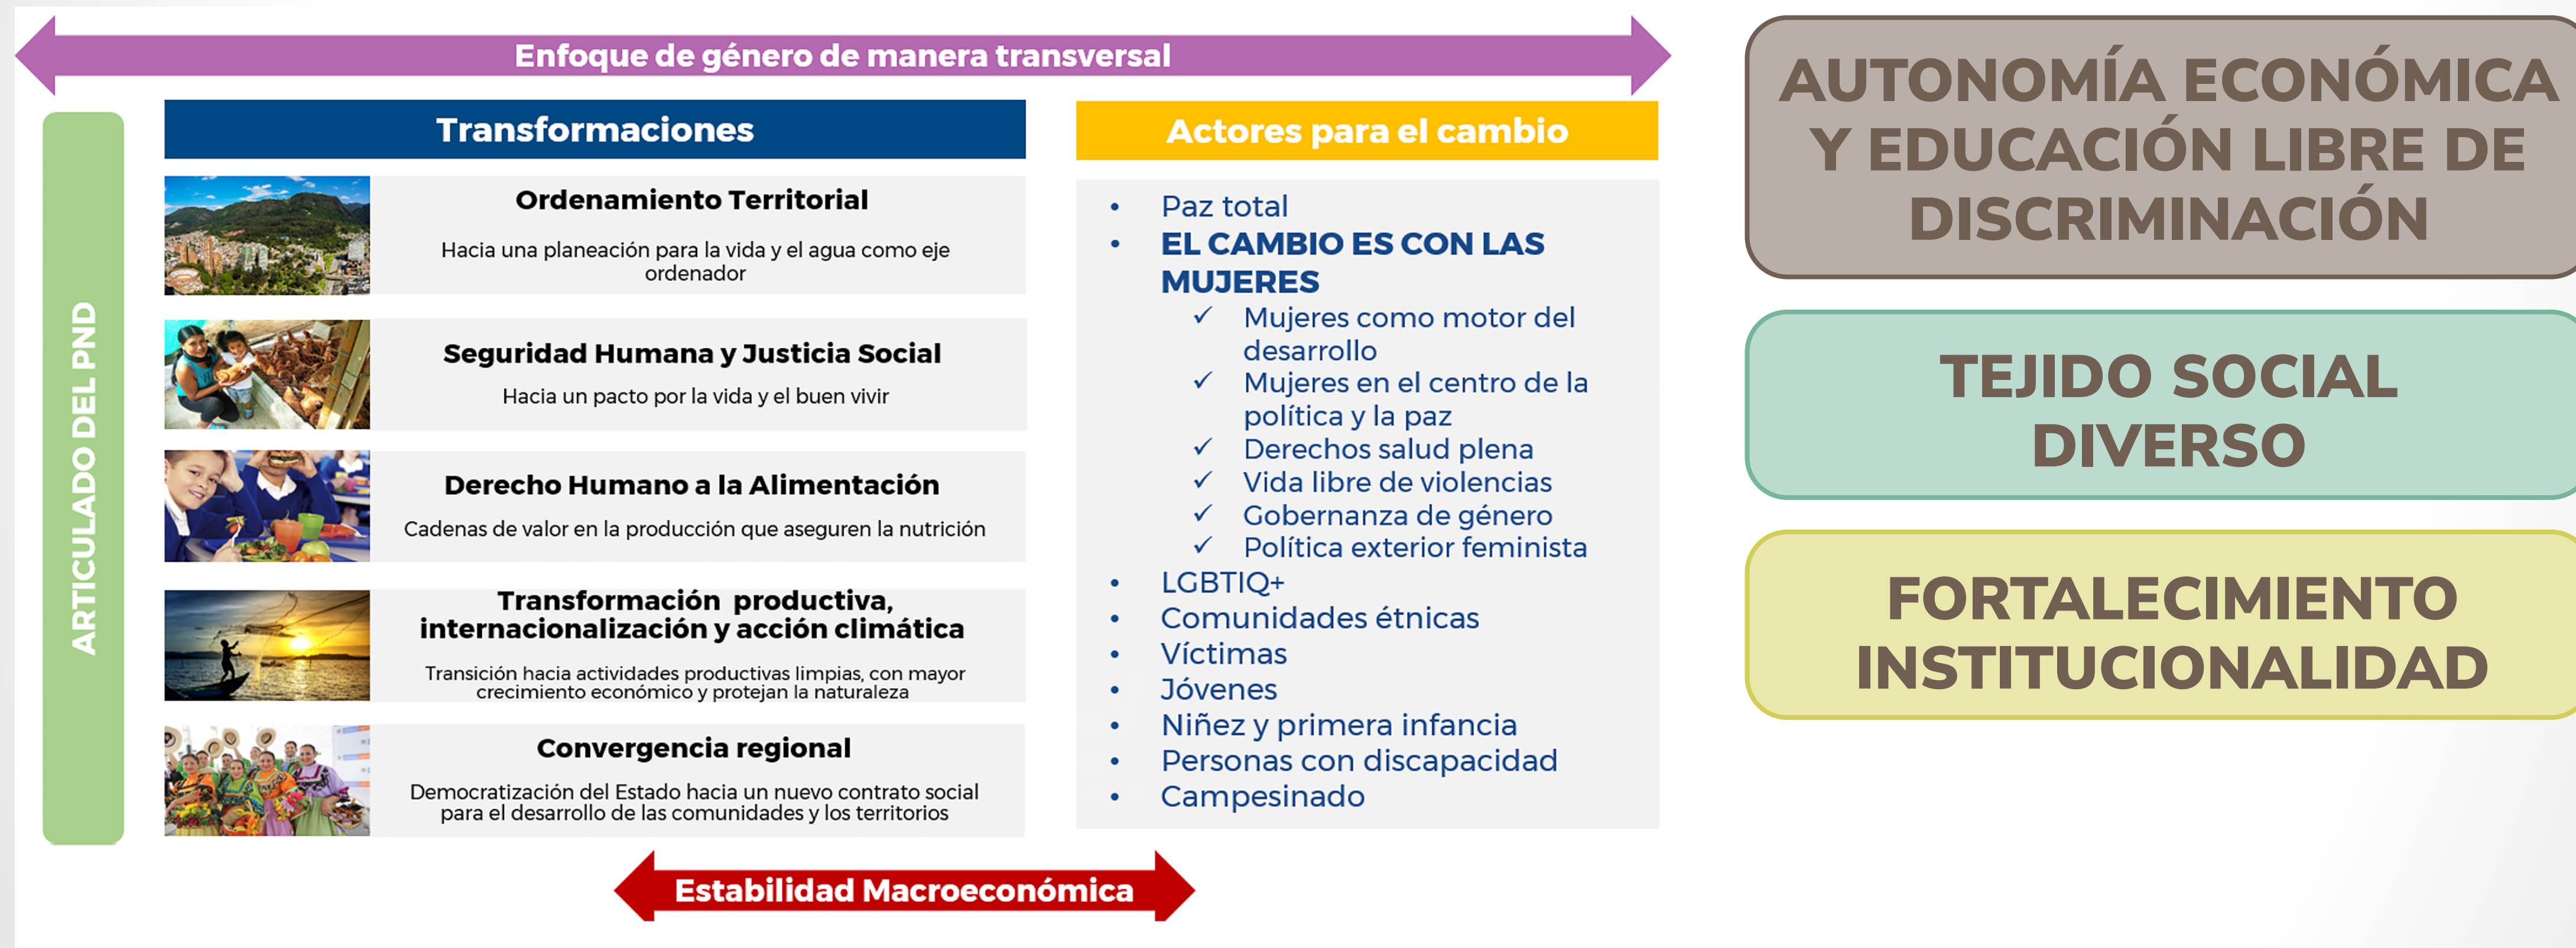 Enfoque de género de manera transversal
ARTICULADO DEL PND
Transformaciones
Ordenamiento Territorial
Hacia una planeación para la vida y el agua como eje
ordenador
Seguridad Humana y Justicia Social
Hacia un pacto por la vida y el buen vivir
Derecho Humano a la Alimentación
Cadenas de valor en la producción que aseguren la nutrición
Transformación productiva,
internacionalización y acción climática
Transición hacia actividades productivas limpias, con mayor
crecimiento económico y protejan la naturaleza
Convergencia regional
Democratización del Estado hacia un nuevo contrato social
para el desarrollo de las comunidades y los territorios
Actores para el cambio
• Paz total
• EL CAMBIO ES CON LAS
MUJERES
✓ Mujeres como motor del
desarrollo
✓ Mujeres en el centro de la
política y la paz
✓ Derechos salud plena
✓ Vida libre de violencias
✓ Gobernanza de género
✓ Política exterior feminista
• LGBTIQ+
• Comunidades étnicas
• Víctimas
• Jóvenes
• Niñez y primera infancia
• Personas con discapacidad
• Campesinado
Estabilidad Macroeconómica
AUTONOMÍA ECONÓMICA
Y EDUCACIÓN LIBRE DE
DISCRIMINACIÓN
TEJIDO SOCIAL
DIVERSO
FORTALECIMIENTO
INSTITUCIONALIDAD